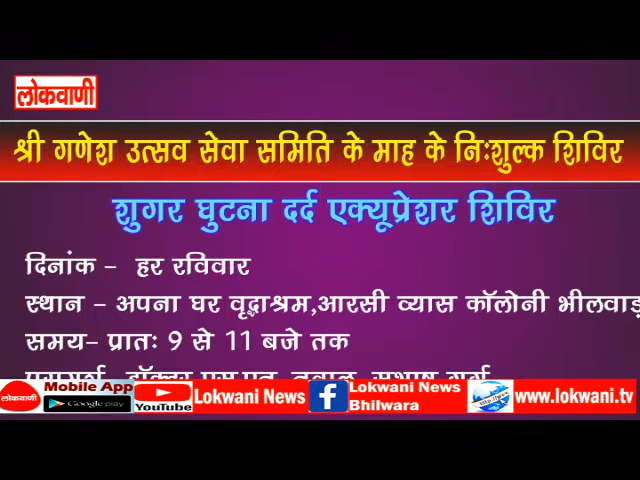 लोकवाणी
श्री गणेश उत्सव सेवा समिति के माह के निःशुल्क शिविर
शुगर घुटना दर्द एक्यूप्रेशर शिविर
दिनांक – हर रविवार
स्थान – अपना घर वृद्धाश्रम,आरसी व्यास कॉलोनी भीलवाड़
समय– प्रातः 9 से 11 बजे तक
लोकवाणी
Mobile App
Google play
YouTube
Lokwani News
Lokwani News
Bhilwara
www.lokwani.tv